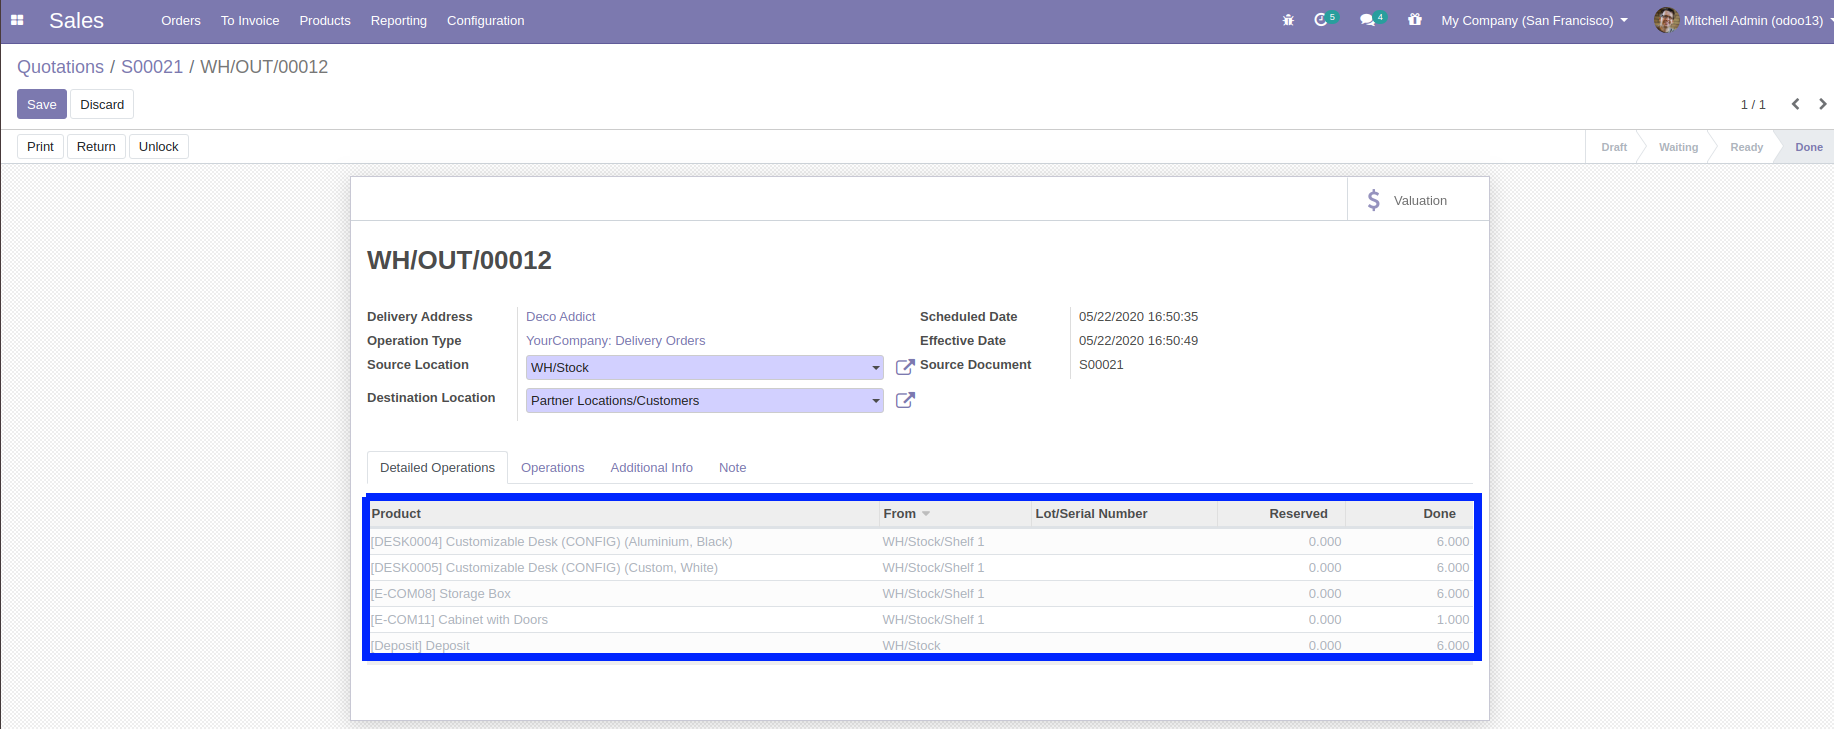 Sales Orders To Invoice Products Reporting Configuration 5 4 My Company (San Francisco) Mitchell Admin (odoo13)
Quotations / S00021 / WH/OUT/00012
Save Discard 1 / 1
Print Return Unlock Draft Waiting Ready Done
$ Valuation
WH/OUT/00012
Delivery Address Deco Addict Scheduled Date 05/22/2020 16:50:35
Operation Type YourCompany: Delivery Orders Effective Date 05/22/2020 16:50:49
Source Location WH/Stock Source Document S00021
Destination Location Partner Locations/Customers
Detailed Operations Operations Additional Info Note
Product From Lot/Serial Number Reserved Done
[DESK0004] Customizable Desk (CONFIG) (Aluminium, Black) WH/Stock/Shelf 1 0.000 6.000
[DESK0005] Customizable Desk (CONFIG) (Custom, White) WH/Stock/Shelf 1 0.000 6.000
[E-COM08] Storage Box WH/Stock/Shelf 1 0.000 6.000
[E-COM11] Cabinet with Doors WH/Stock/Shelf 1 0.000 1.000
[Deposit] Deposit WH/Stock 0.000 6.000